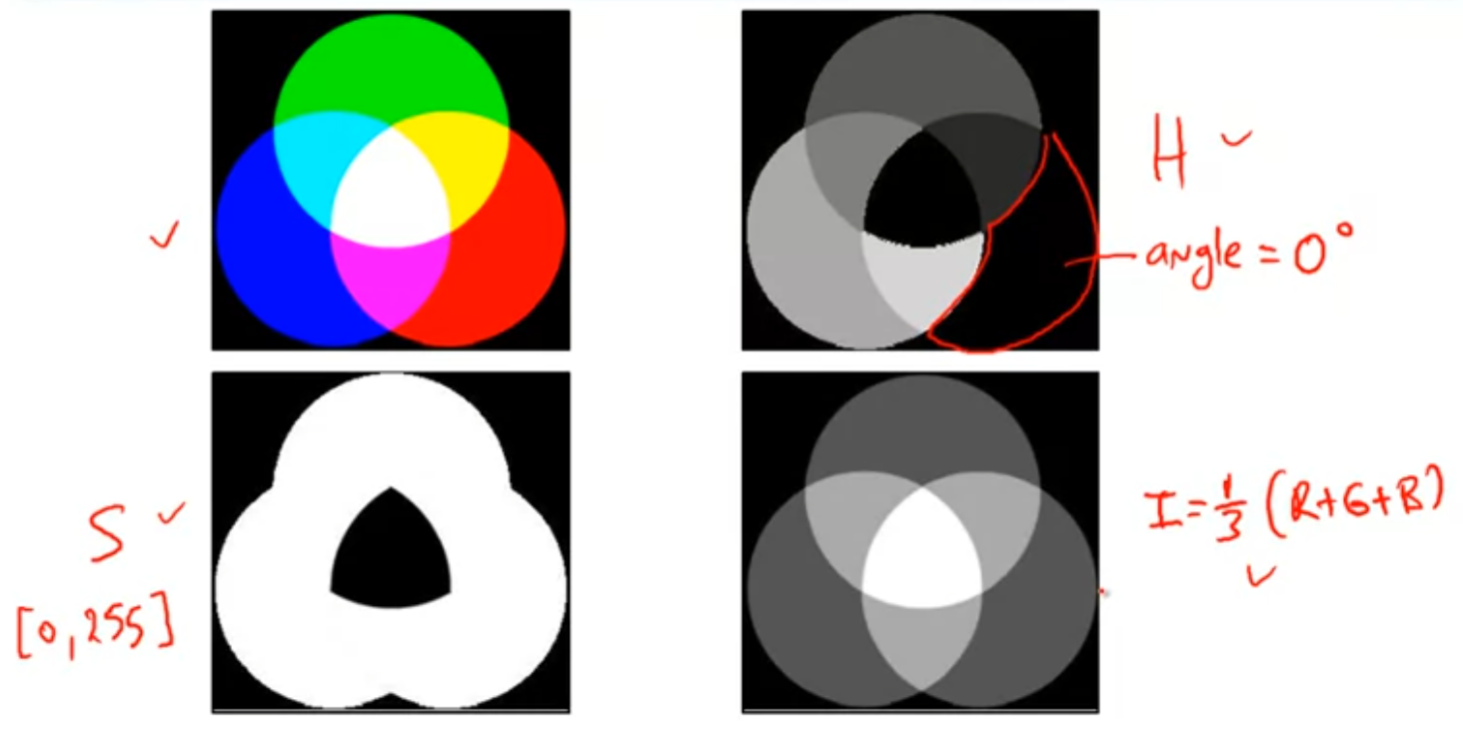 H
angle = 0°
S
[0,255]
I = 1/3 (R+G+B)